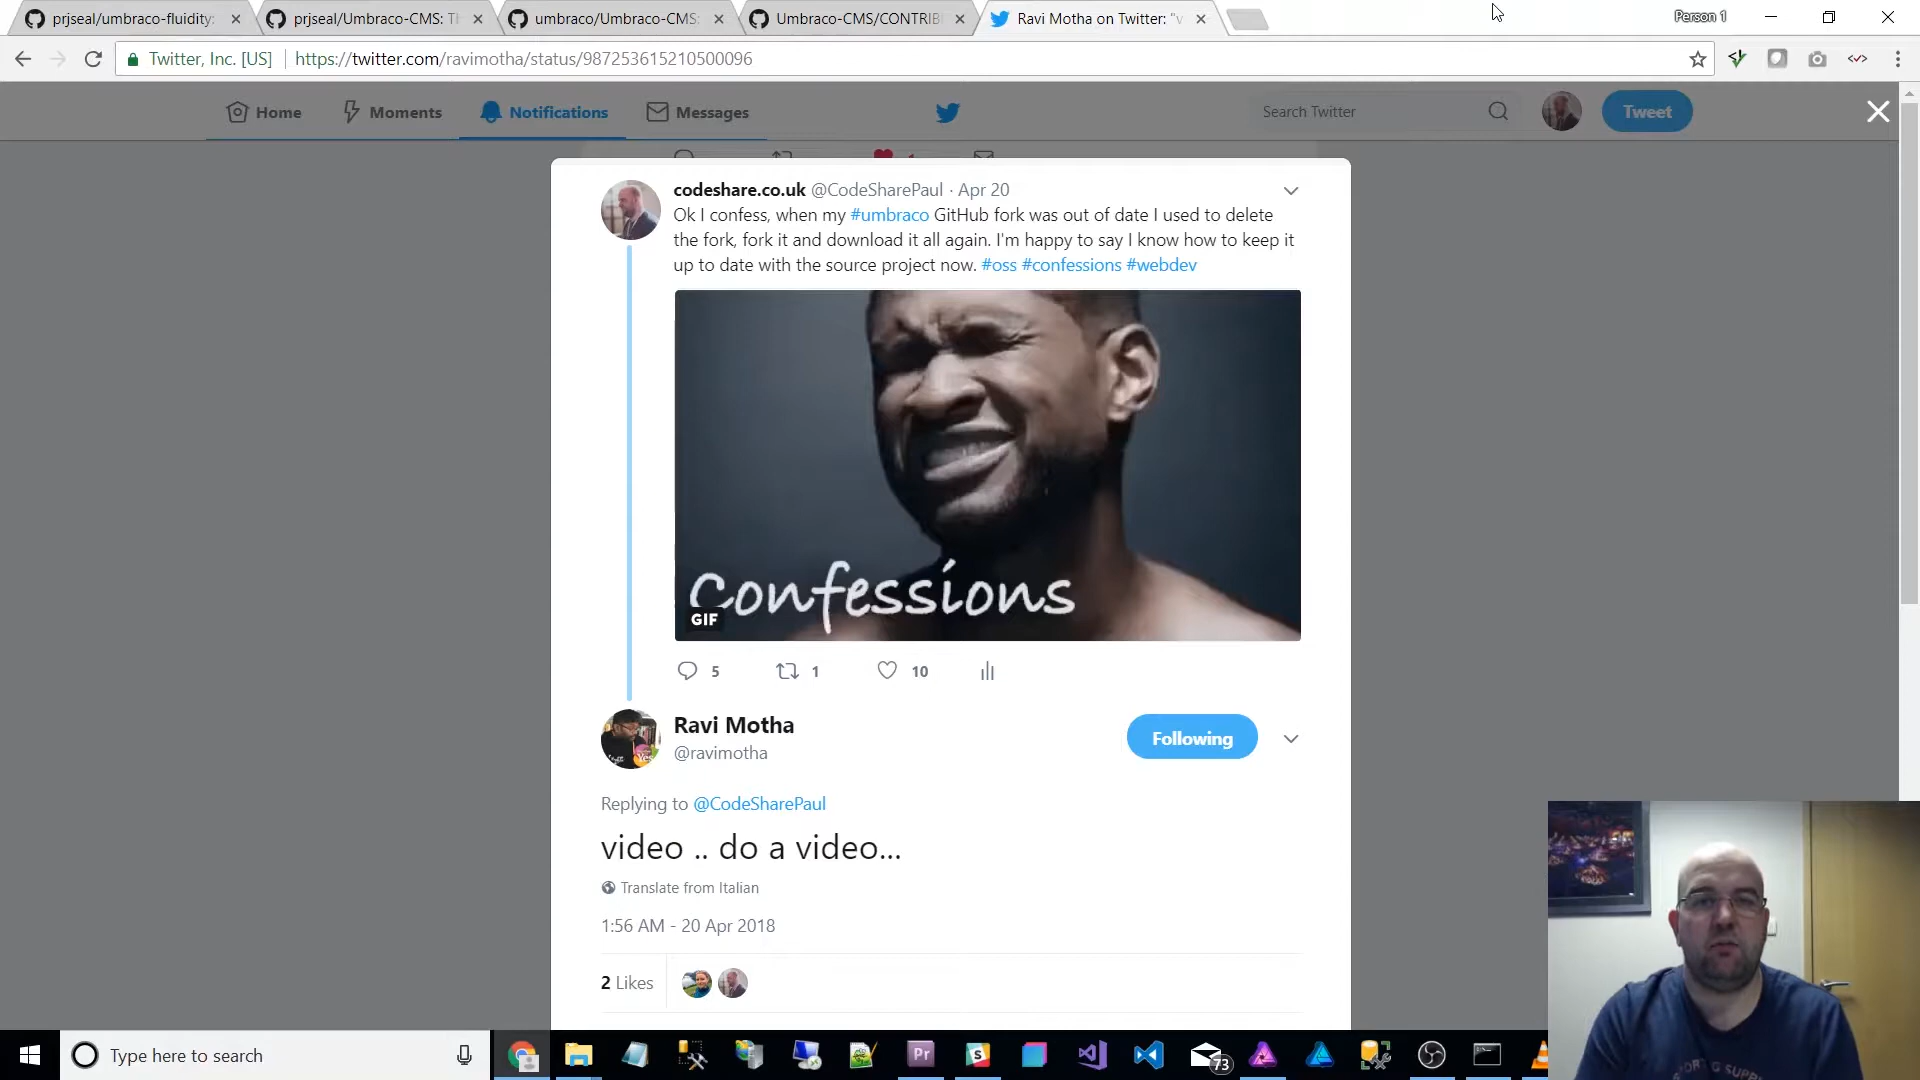 prjseal/umbraco-fluidity:
prjseal/Umbraco-CMS: Th
umbraco/Umbraco-CMS:
Umbraco-CMS/CONTRIB
Ravi Motha on Twitter: "v
Person 1
Twitter, Inc. [US]
https://twitter.com/ravimotha/status/987253615210500096
Home
Moments
Notifications
Messages
Search Twitter
Tweet
codeshare.co.uk @CodeSharePaul · Apr 20
Ok I confess, when my #umbraco GitHub fork was out of date I used to delete
the fork, fork it and download it all again. I'm happy to say I know how to keep it
up to date with the source project now. #oss #confessions #webdev
Confessions
GIF
5
1
10
Ravi Motha
@ravimotha
Following
Replying to @CodeSharePaul
video .. do a video...
Translate from Italian
1:56 AM - 20 Apr 2018
2 Likes
Type here to search
Pr
S
73